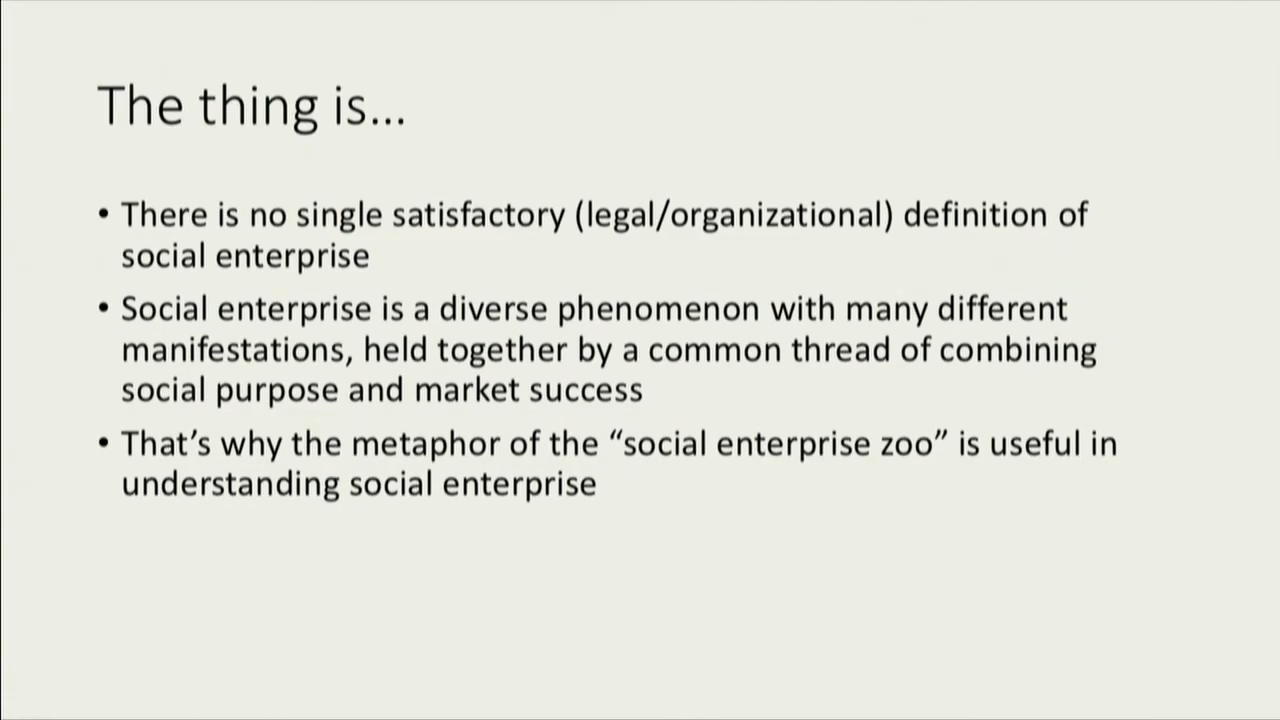 The thing is...
• There is no single satisfactory (legal/organizational) definition of
social enterprise
• Social enterprise is a diverse phenomenon with many different
manifestations, held together by a common thread of combining
social purpose and market success
• That’s why the metaphor of the “social enterprise zoo” is useful in
understanding social enterprise